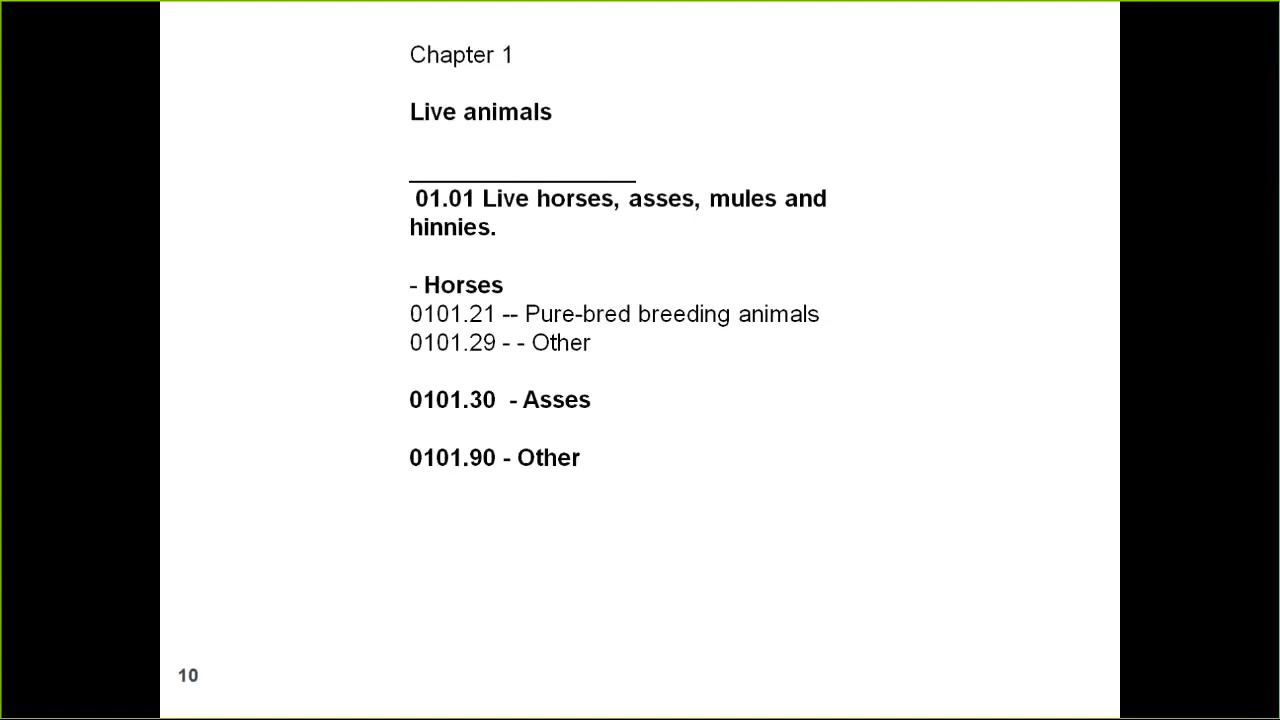 Chapter 1
Live animals
01.01 Live horses, asses, mules and
hinnies.
- Horses
0101.21 -- Pure-bred breeding animals
0101.29 - - Other
0101.30 - Asses
0101.90 - Other
10